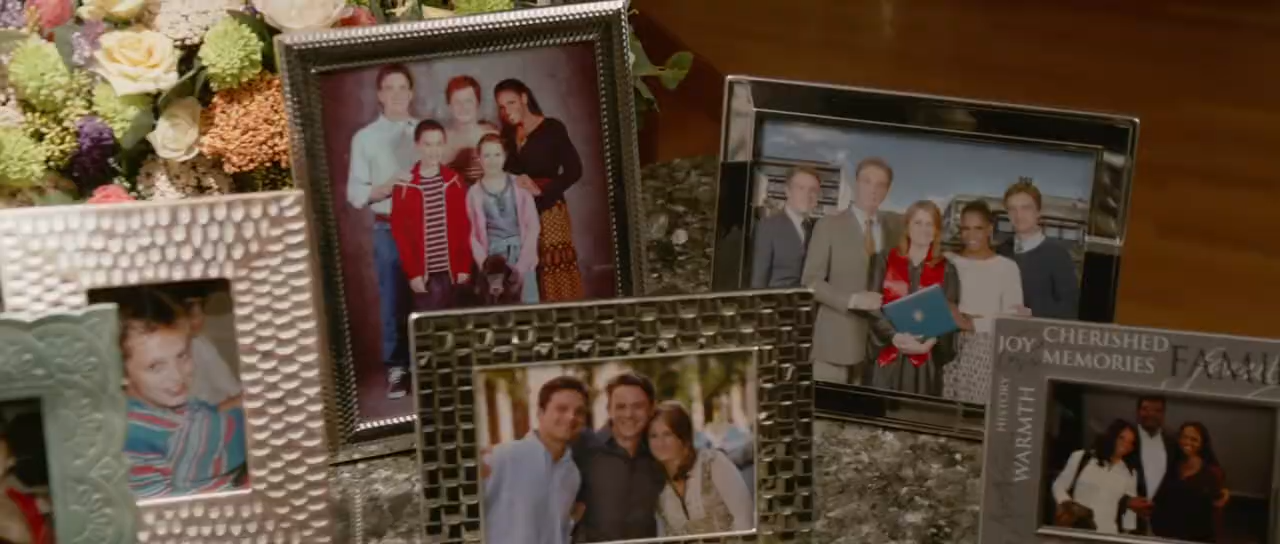 JOY
CHERISHED
MEMORIES
FAMI
HISTORY
WARMTH